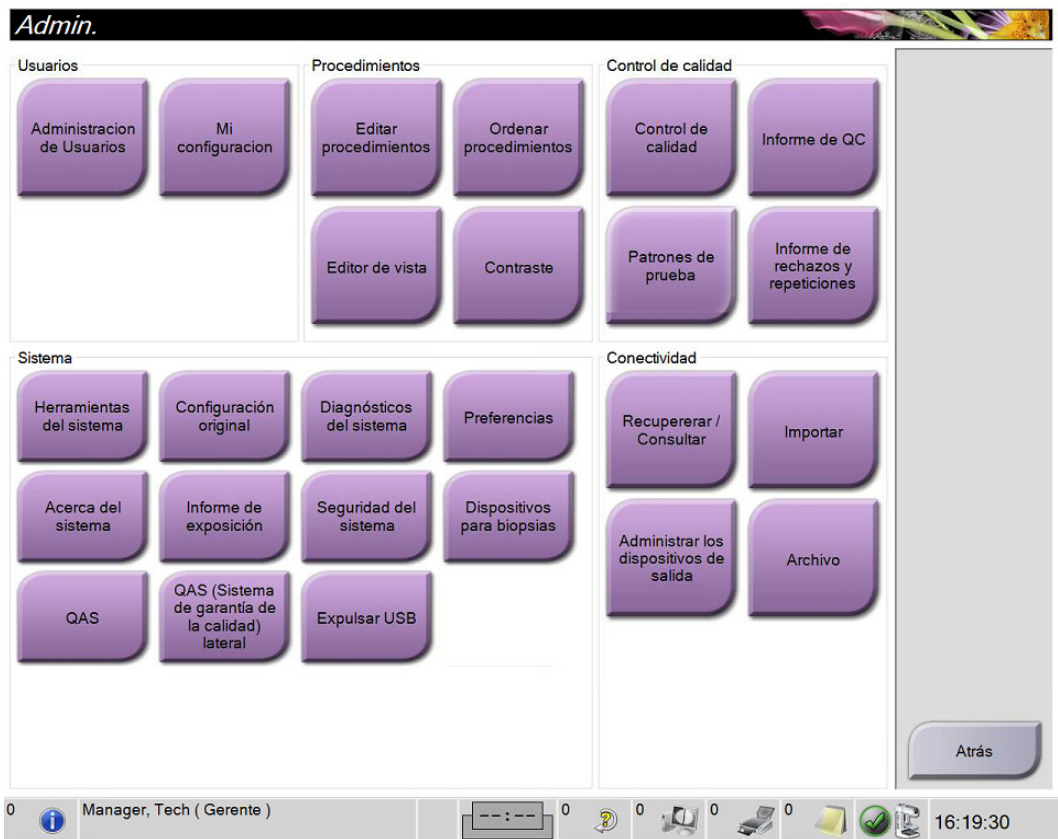 Admin.
Usuarios
Administracion
de Usuarios
Mi
configuracion
Procedimientos
Editar
procedimientos
Ordenar
procedimientos
Editor de vista
Contraste
Control de calidad
Control de
calidad
Informe de QC
Patrones de
prueba
Informe de
rechazos y
repeticiones
Sistema
Herramientas
del sistema
Configuración
original
Diagnósticos
del sistema
Preferencias
Acerca del
sistema
Informe de
exposición
Seguridad del
sistema
Dispositivos
para biopsias
QAS
QAS (Sistema
de garantía de
la calidad)
lateral
Expulsar USB
Conectividad
Recupererar /
Consultar
Importar
Administrar los
dispositivos de
salida
Archivo
Atrás
0
Manager, Tech ( Gerente )
--:--
0
0
0
0
16:19:30